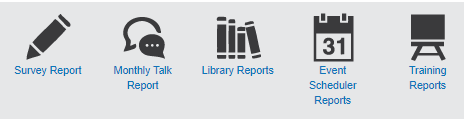 31
Survey Report
Monthly Talk
Report
Library Reports
Event
Scheduler
Reports
Training
Reports